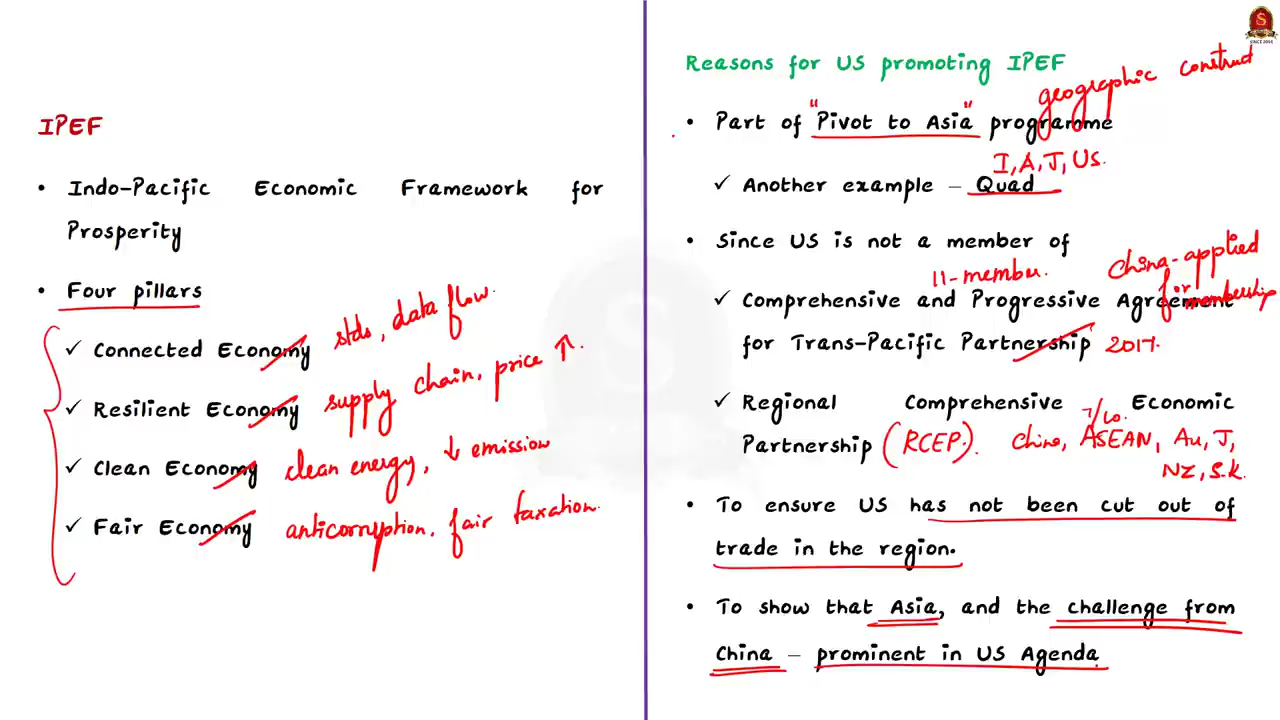 IPEF
• Indo-Pacific Economic Framework for
Prosperity
• Four pillars
✓ Connected Economy stds, data flow.
✓ Resilient Economy supply chain, price ↑.
✓ Clean Economy clean energy, ↓ emission
✓ Fair Economy anticorruption, fair taxation.
S
SINCE 2004
Reasons for US promoting IPEF
geographic construct
• Part of "Pivot to Asia" programme
I, A, J, US.
✓ Another example – Quad
• Since US is not a member of
11-member. China-applied for membership
✓ Comprehensive and Progressive Agreement
for Trans-Pacific Partnership 2017.
✓ Regional Comprehensive Economic
Partnership (RCEP). China, ASEAN, Au, J,
NZ, S.K.
• To ensure US has not been cut out of
trade in the region.
• To show that Asia, and the challenge from
China – prominent in US Agenda